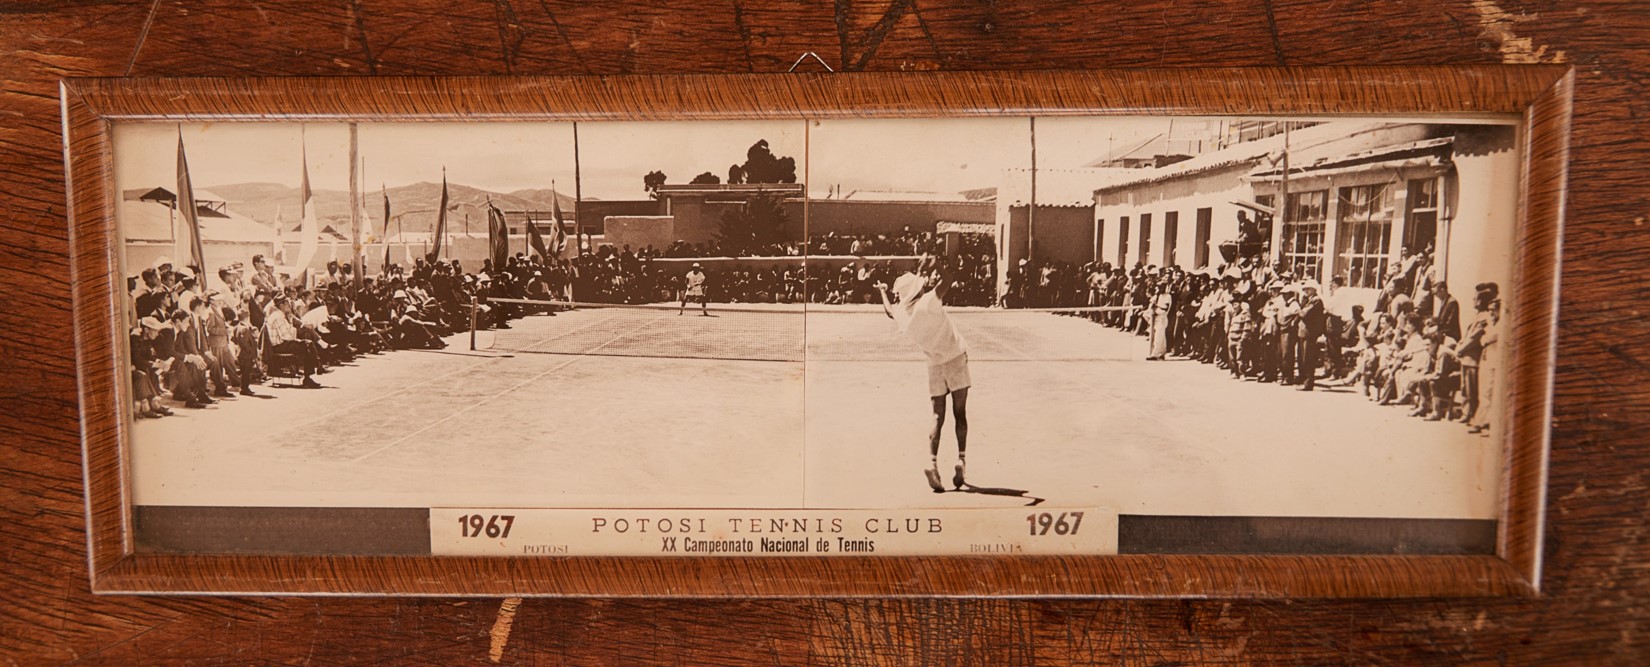 1967 POTOSI TENNIS CLUB 1967
XX Campeonato Nacional de Tennis
POTOSI BOLIVIA